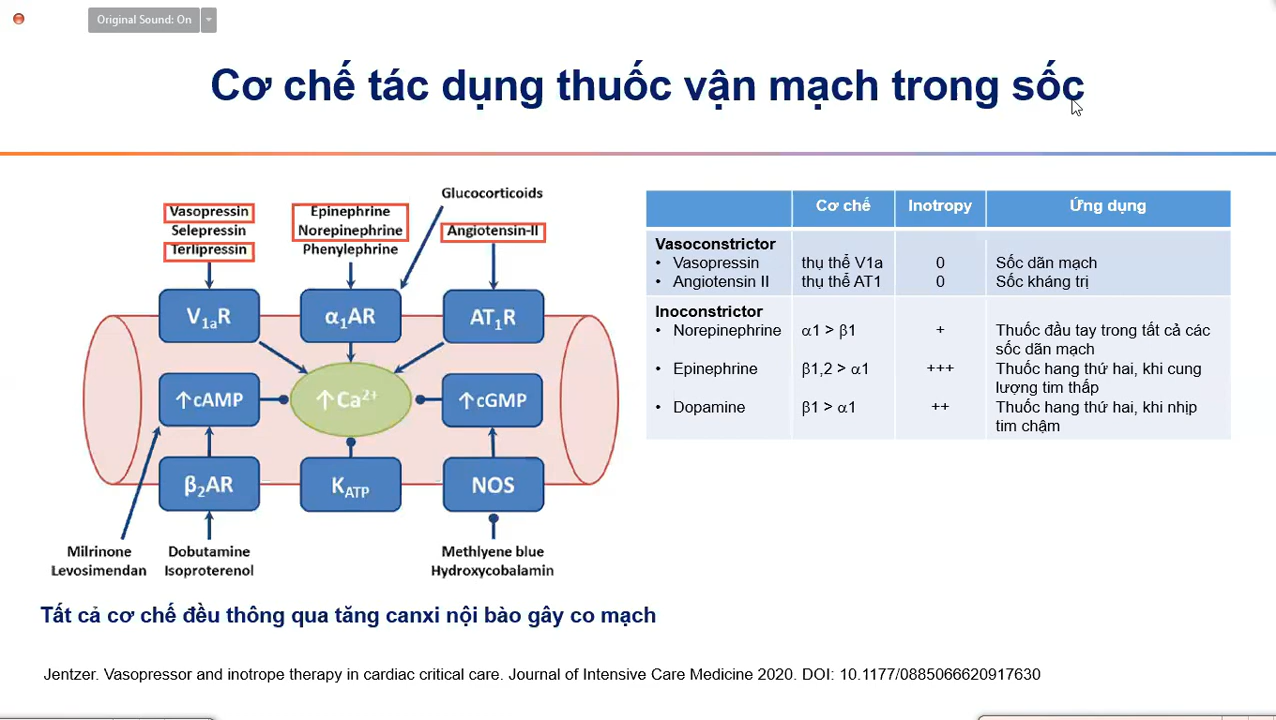 Original Sound: On
Cơ chế tác dụng thuốc vận mạch trong sốc
Glucocorticoids
Vasopressin
Selepressin
Terlipressin
Epinephrine
Norepinephrine
Phenylephrine
Angiotensin-II
V1aR
α1AR
AT1R
↑cAMP
↑Ca2+
↑cGMP
β2AR
KATP
NOS
Milrinone
Levosimendan
Dobutamine
Isoproterenol
Methlyene blue
Hydroxycobalamin
Cơ chế Inotropy Ứng dụng
Vasoconstrictor
• Vasopressin thụ thể V1a 0 Sốc dãn mạch
• Angiotensin II thụ thể AT1 0 Sốc kháng trị
Inoconstrictor
• Norepinephrine α1 > β1 + Thuốc đầu tay trong tất cả các
sốc dãn mạch
• Epinephrine β1,2 > α1 +++ Thuốc hang thứ hai, khi cung
lượng tim thấp
• Dopamine β1 > α1 ++ Thuốc hang thứ hai, khi nhịp
tim chậm
Tất cả cơ chế đều thông qua tăng canxi nội bào gây co mạch
Jentzer. Vasopressor and inotrope therapy in cardiac critical care. Journal of Intensive Care Medicine 2020. DOI: 10.1177/0885066620917630